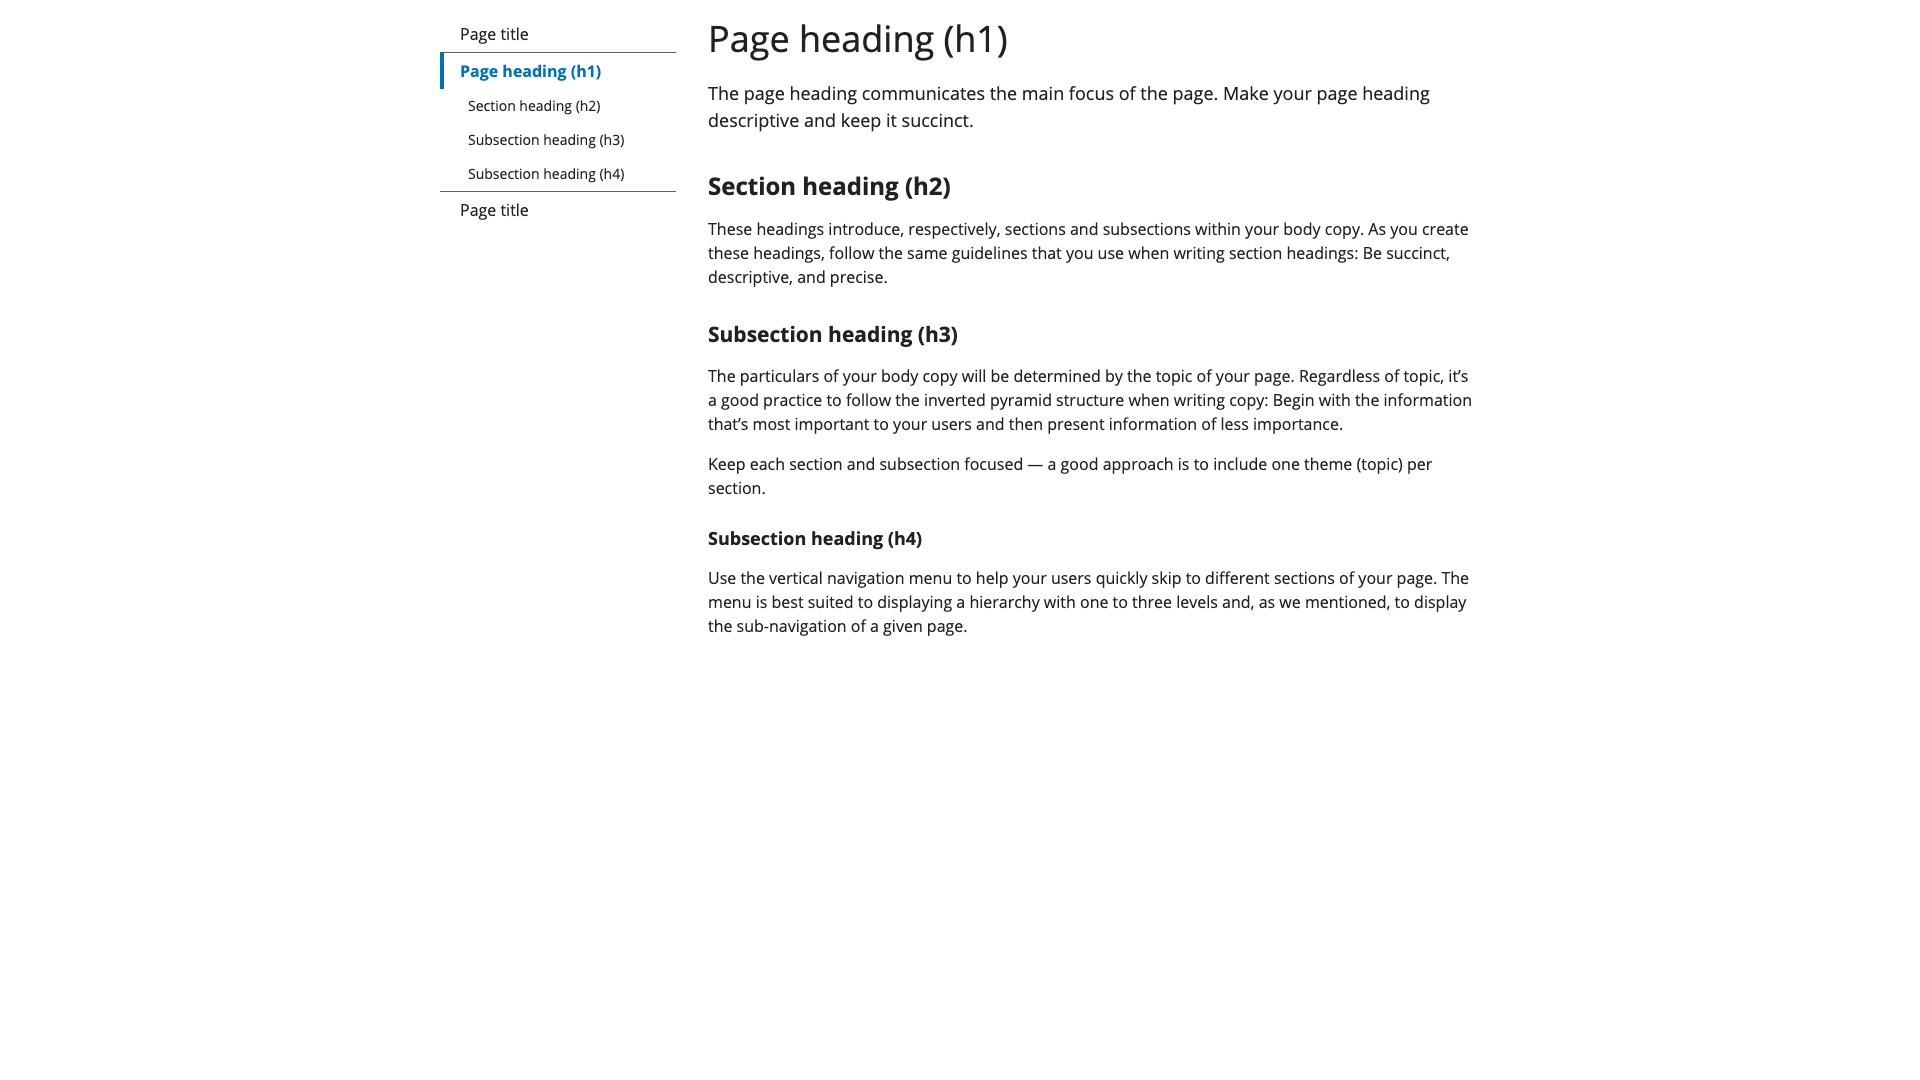 Page title
Page heading (h1)
Section heading (h2)
Subsection heading (h3)
Subsection heading (h4)
Page title
Page heading (h1)
The page heading communicates the main focus of the page. Make your page heading
descriptive and keep it succinct.
Section heading (h2)
These headings introduce, respectively, sections and subsections within your body copy. As you create
these headings, follow the same guidelines that you use when writing section headings: Be succinct,
descriptive, and precise.
Subsection heading (h3)
The particulars of your body copy will be determined by the topic of your page. Regardless of topic, it’s
a good practice to follow the inverted pyramid structure when writing copy: Begin with the information
that’s most important to your users and then present information of less importance.
Keep each section and subsection focused — a good approach is to include one theme (topic) per
section.
Subsection heading (h4)
Use the vertical navigation menu to help your users quickly skip to different sections of your page. The
menu is best suited to displaying a hierarchy with one to three levels and, as we mentioned, to display
the sub-navigation of a given page.